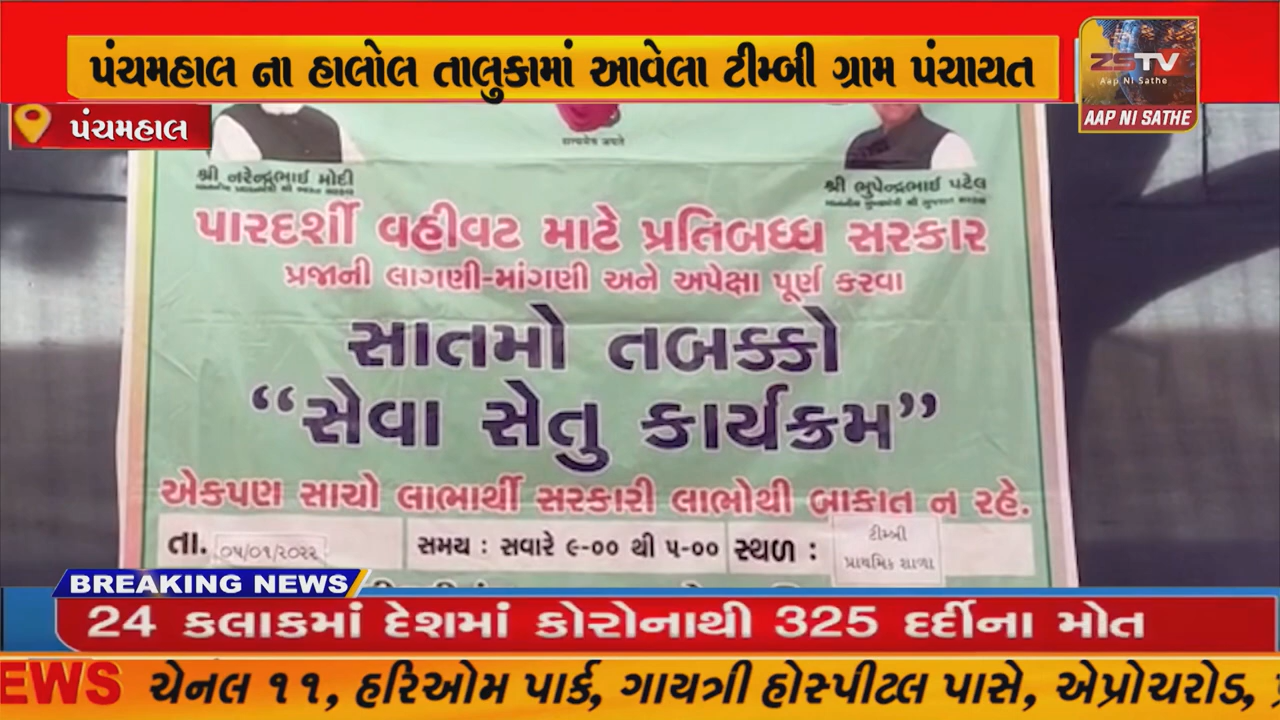 પંચમહાલ ના હાલોલ તાલુકામાં આવેલા ટીમ્બી ગ્રામ પંચાયત
ZSTV
Aap Ni Sathe
AAP NI SATHE
પંચમહાલ
સત્યમેવ જયતે
શ્રી નરેન્દ્રભાઈ મોદી
શ્રી ભુપેન્દ્રભાઈ પટેલ
પારદર્શી વહીવટ માટે પ્રતિબધ્ધ સરકાર
પ્રજાની લાગણી-માંગણી અને અપેક્ષા પૂર્ણ કરવા
સાતમો તબક્કો
“સેવા સેતુ કાર્યક્રમ”
એકપણ સાચો લાભાર્થી સરકારી લાભોથી બાકાત ન રહે.
તા. ૦૫/૦૧/૨૦૨૨ સમય : સવારે ૯-૦૦ થી ૫-૦૦ સ્થળ : ટીમ્બી
પ્રાથમિક શાળા
BREAKING NEWS
24 કલાકમાં દેશમાં કોરોનાથી 325 દર્દીના મોત
EWS ચેનલ ૧૧, હરિઓમ પાર્ક, ગાયત્રી હોસ્પીટલ પાસે, એપ્રોચરોડ,